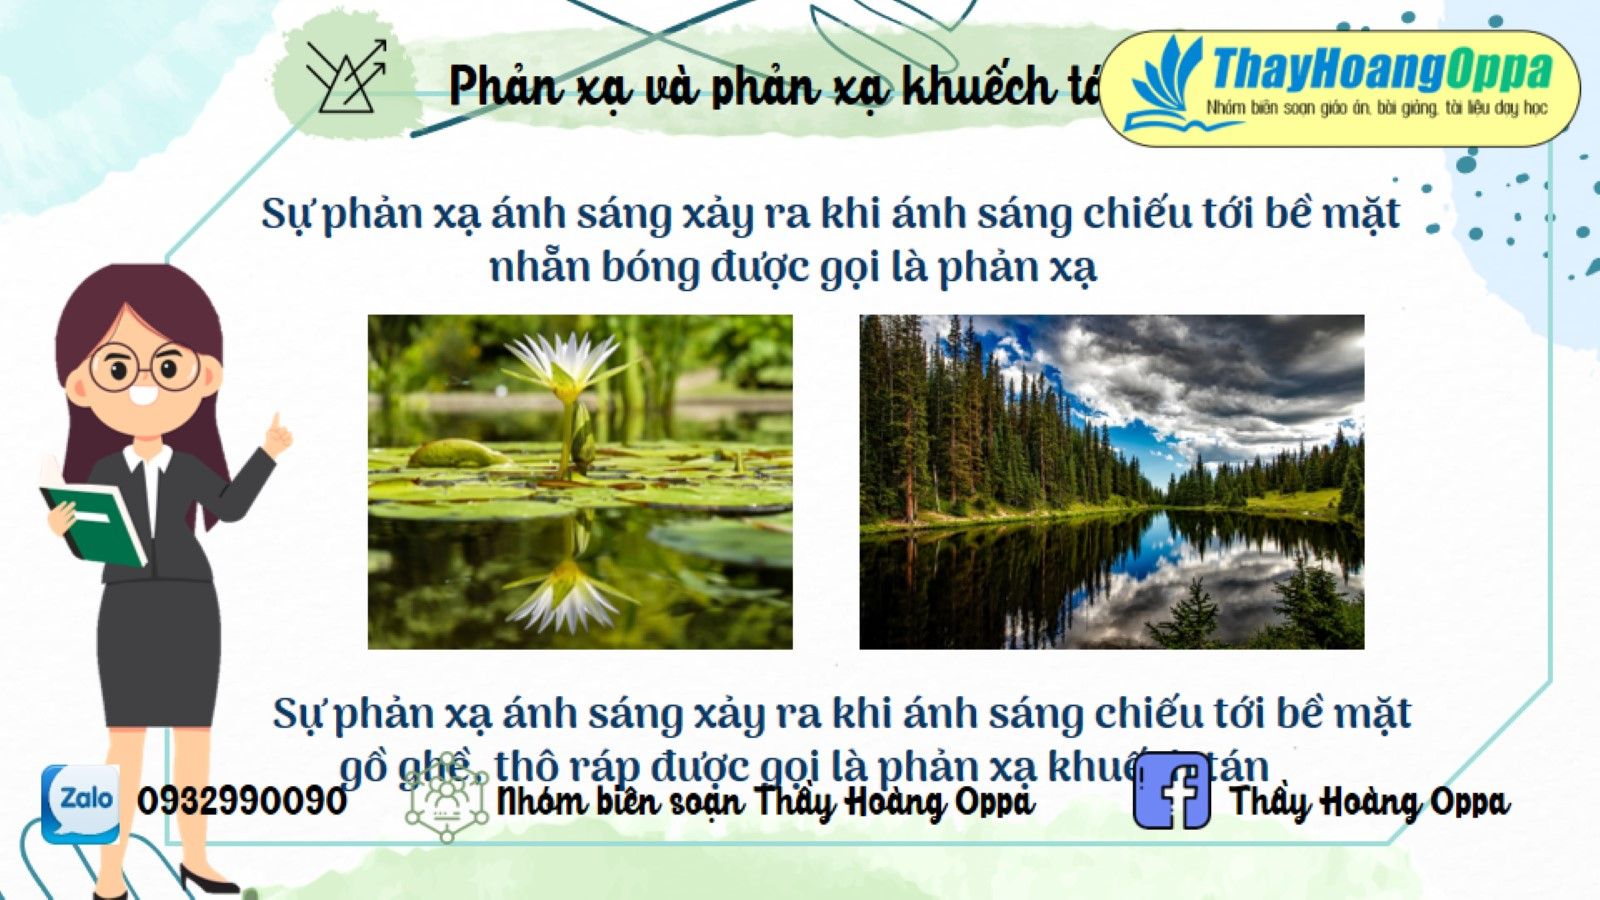 Phản xạ và phản xạ khuếch
ThayHoangOppa
Nhóm biên soạn giáo án, bài giảng, tài liệu dạy học
Sự phản xạ ánh sáng xảy ra khi ánh sáng chiếu tới bề mặt
nhẵn bóng được gọi là phản xạ
Sự phản xạ ánh sáng xảy ra khi ánh sáng chiếu tới bề mặt
gồ ghề, thô ráp được gọi là phản xạ tán
Zalo
0932990090
Nhóm biên soạn Thầy Hoàng Oppa
Thầy Hoàng Oppa